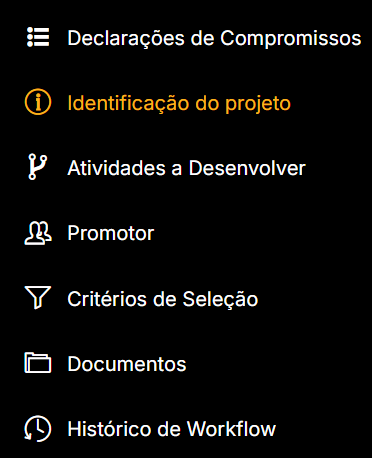 Declarações de Compromissos
Identificação do projeto
Atividades a Desenvolver
Promotor
Critérios de Seleção
Documentos
Histórico de Workflow